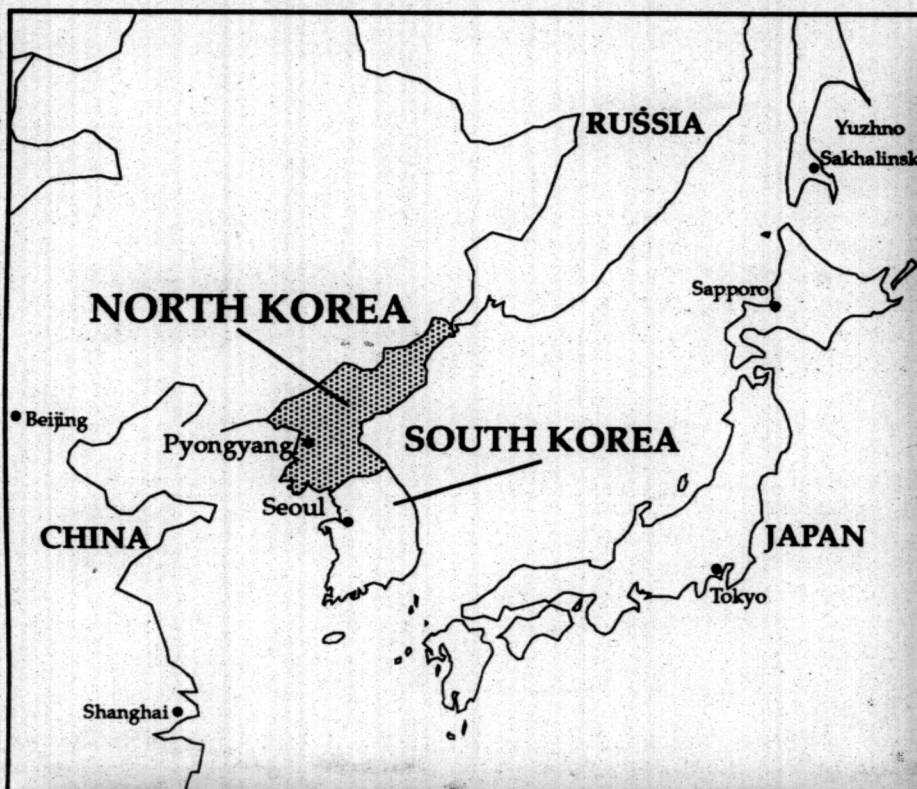 RUSSIA
Yuzhno
Sakhalinsk
Sapporo
NORTH KOREA
Beijing
Pyongyang
SOUTH KOREA
Seoul
CHINA
JAPAN
Tokyo
Shanghai